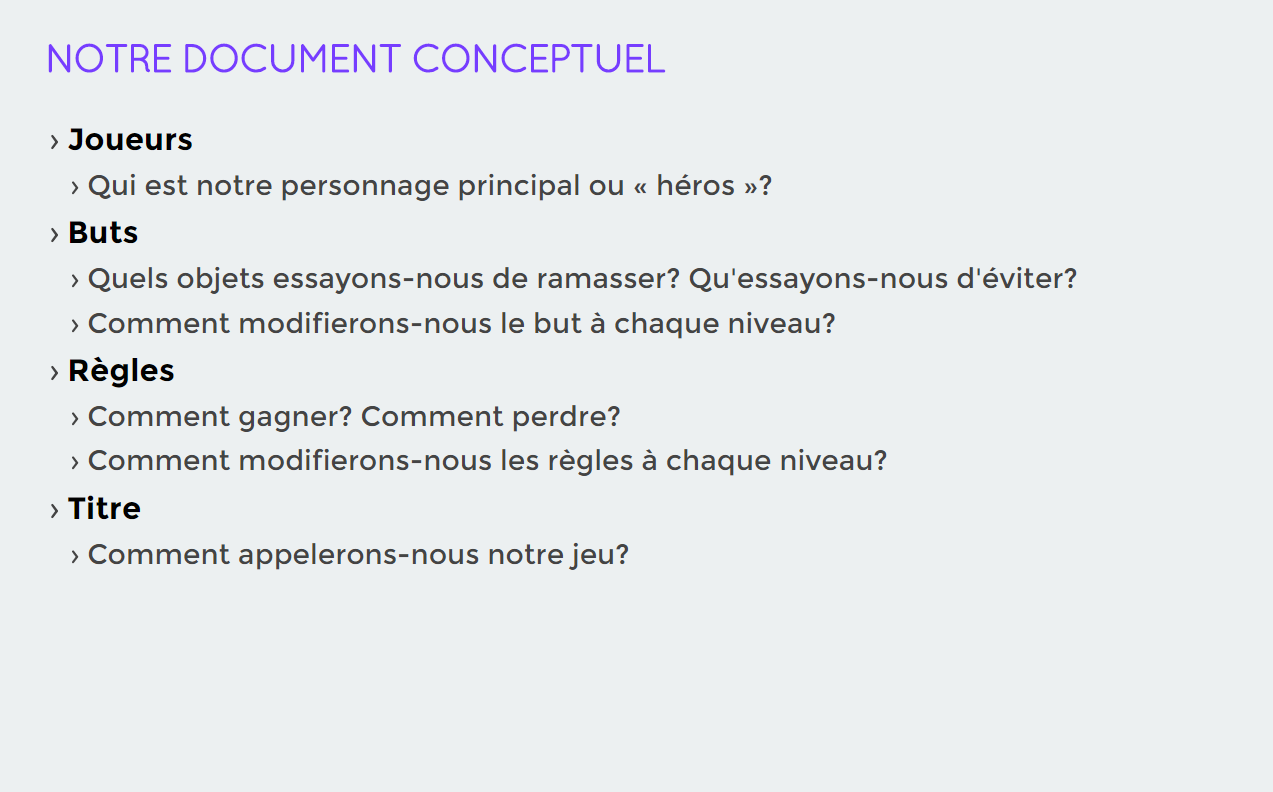 NOTRE DOCUMENT CONCEPTUEL
› Joueurs
› Qui est notre personnage principal ou « héros »?
› Buts
› Quels objets essayons-nous de ramasser? Qu'essayons-nous d'éviter?
› Comment modifierons-nous le but à chaque niveau?
› Règles
› Comment gagner? Comment perdre?
› Comment modifierons-nous les règles à chaque niveau?
› Titre
› Comment appelerons-nous notre jeu?